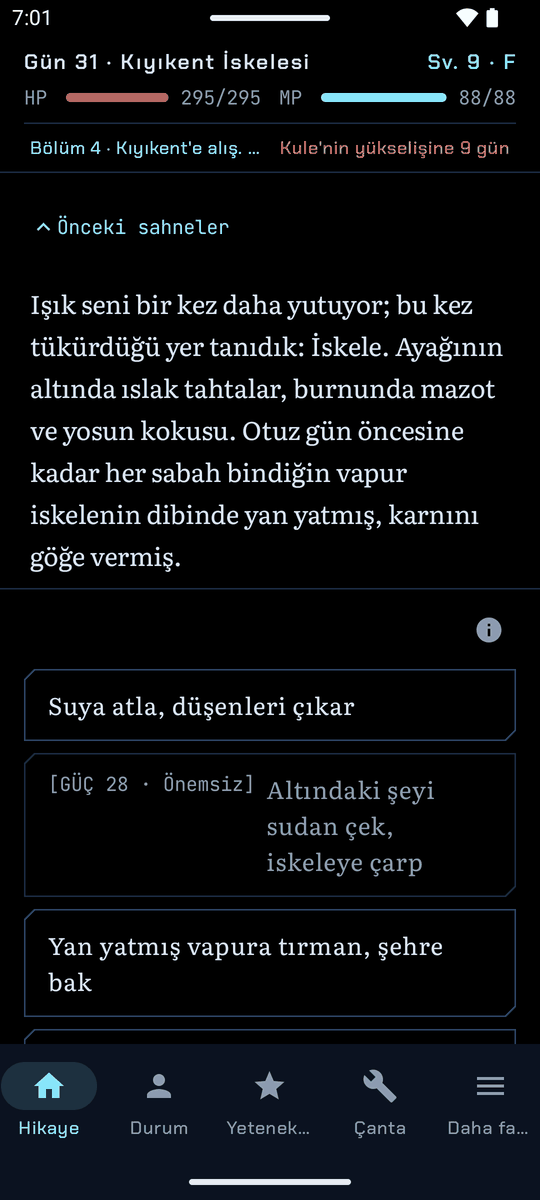 7:01
Gün 31 · Kıyıkent İskelesi
Sv. 9 · F
HP 295/295 MP 88/88
Bölüm 4 · Kıyıkent'e alış. ...
Kule'nin yükselişine 9 gün
Önceki sahneler
Işık seni bir kez daha yutuyor; bu kez
tükürdüğü yer tanıdık: İskele. Ayağının
altında ıslak tahtalar, burnunda mazot
ve yosun kokusu. Otuz gün öncesine
kadar her sabah bindiğin vapur
iskelenin dibinde yan yatmış, karnını
göğe vermiş.
Suya atla, düşenleri çıkar
[GÜÇ 28 · Önemsiz] Altındaki şeyi
sudan çek,
iskeleye çarp
Yan yatmış vapura tırman, şehre
bak
Hikaye
Durum
Yetenek...
Çanta
Daha fa...